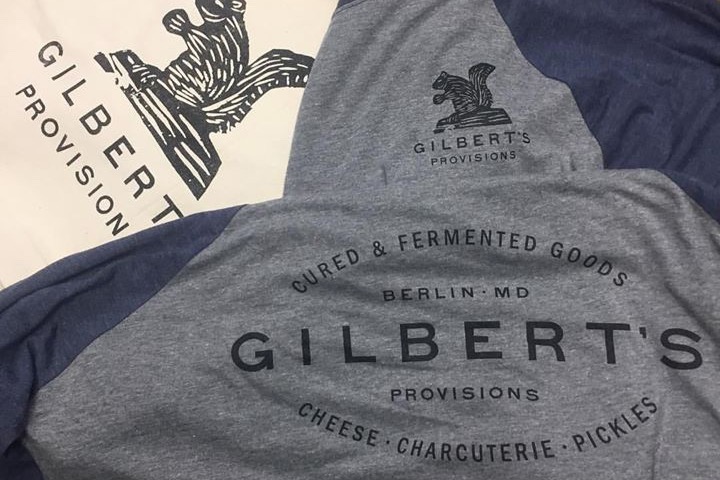 GILBERT
PROVISION
GILBERT'S
PROVISIONS
CURED & FERMENTED GOODS
BERLIN · MD
GILBERT'S
PROVISIONS
CHEESE · CHARCUTERIE · PICKLES